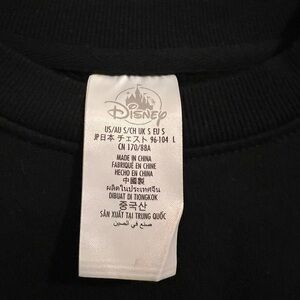 Disney
US/AU S/CH UK S EU S
JP日本 チェスト 96-104 L
CN 170/88A
MADE IN CHINA
FABRIQUÉ EN CHINE
HECHO EN CHINA
中國製
ผลิตในประเทศจีน
DIBUAT DI TIONGKOK
중국산
SẢN XUẤT TẠI TRUNG QUỐC
صنع في الصين